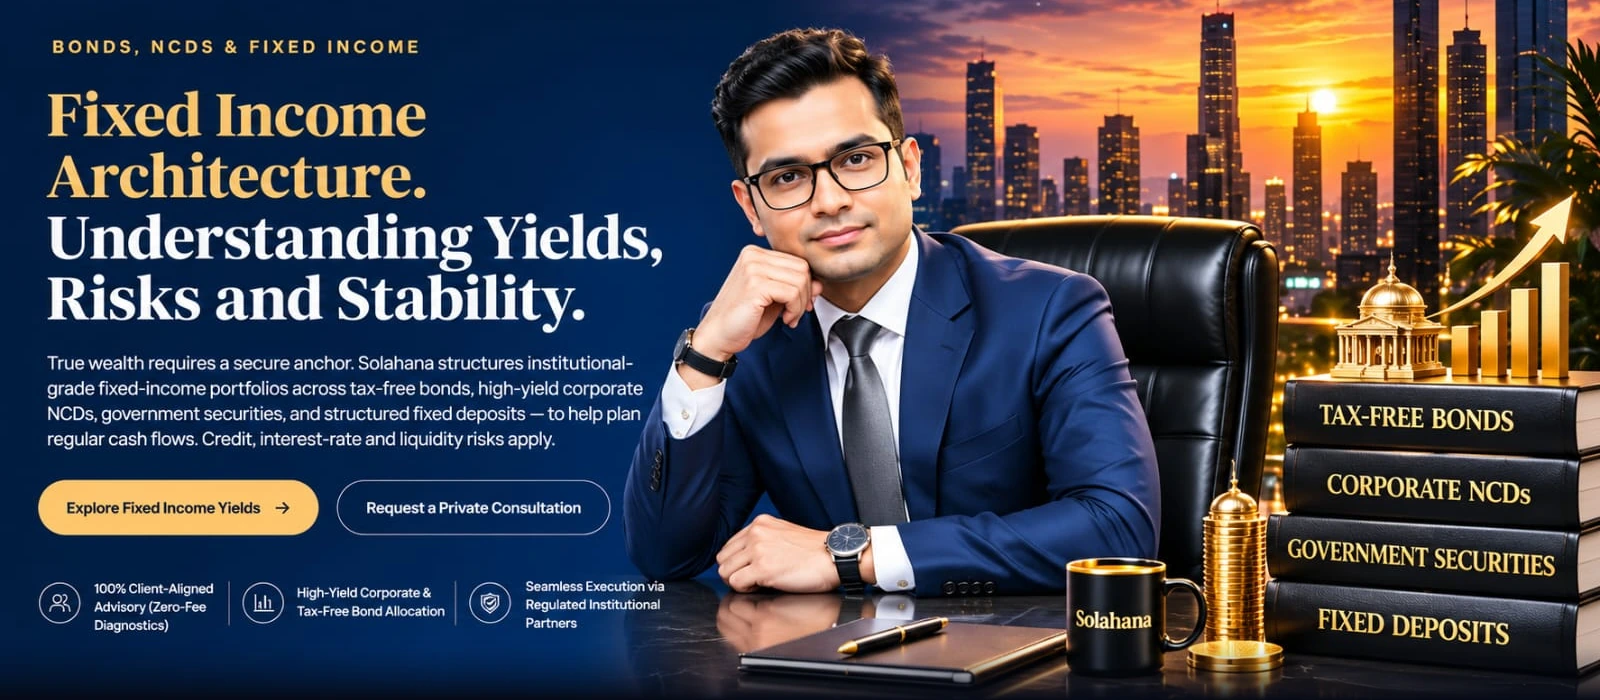 BONDS, NCDS & FIXED INCOME
Fixed Income
Architecture.
Understanding Yields,
Risks and Stability.
True wealth requires a secure anchor. Solahana structures institutional-
grade fixed-income portfolios across tax-free bonds, high-yield corporate
NCDs, government securities, and structured fixed deposits — to help plan
regular cash flows. Credit, interest-rate and liquidity risks apply.
Explore Fixed Income Yields →
Request a Private Consultation
100% Client-Aligned
Advisory (Zero-Fee
Diagnostics)
High-Yield Corporate &
Tax-Free Bond Allocation
Seamless Execution via
Regulated Institutional
Partners
Solahana
TAX-FREE BONDS
CORPORATE NCDs
GOVERNMENT SECURITIES
FIXED DEPOSITS